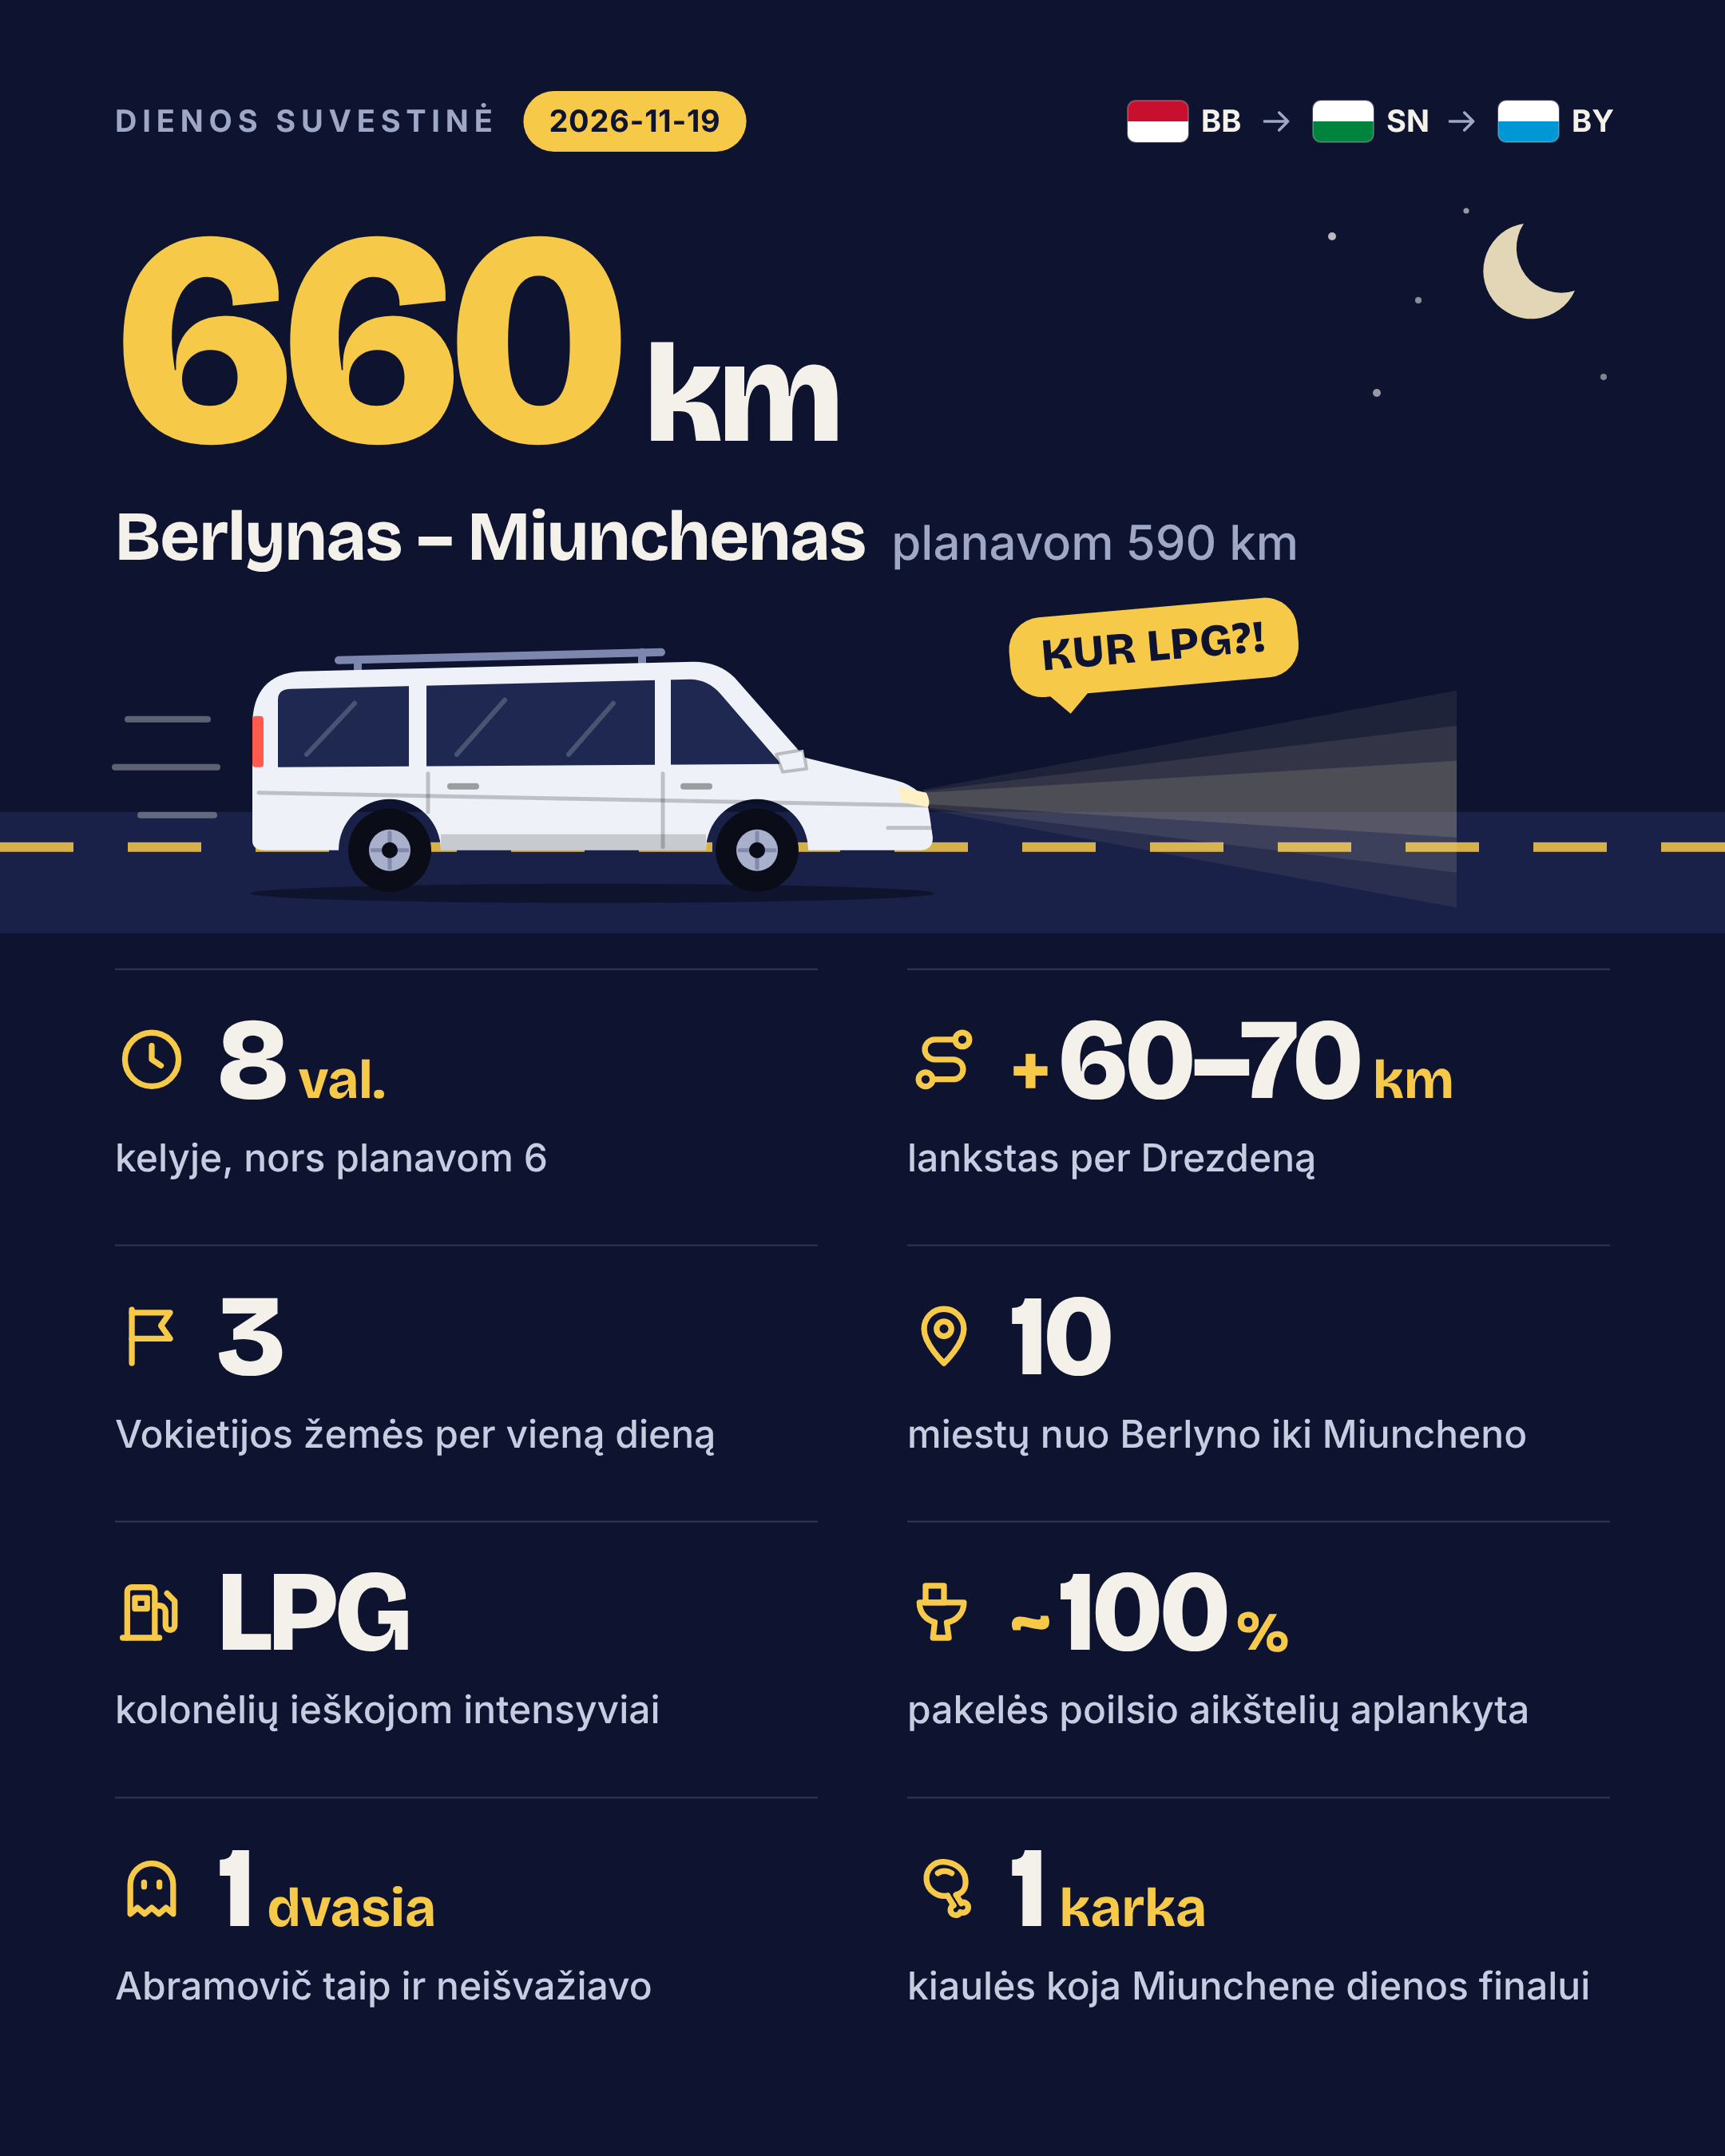 DIENOS SUVESTINĖ 2026-11-19 BB → SN → BY
660 km
Berlynas – Miunchenas planavom 590 km
KUR LPG?!
8 val.
kelyje, nors planavom 6
+60–70 km
lankstas per Drezdeną
3
Vokietijos žemės per vieną dieną
10
miestų nuo Berlyno iki Miuncheno
LPG
kolonėlių ieškojom intensyviai
~100%
pakelės poilsio aikštelių aplankyta
1 dvasia
Abramovič taip ir neišvažiavo
1 karka
kiaulės koja Miunchene dienos finalui